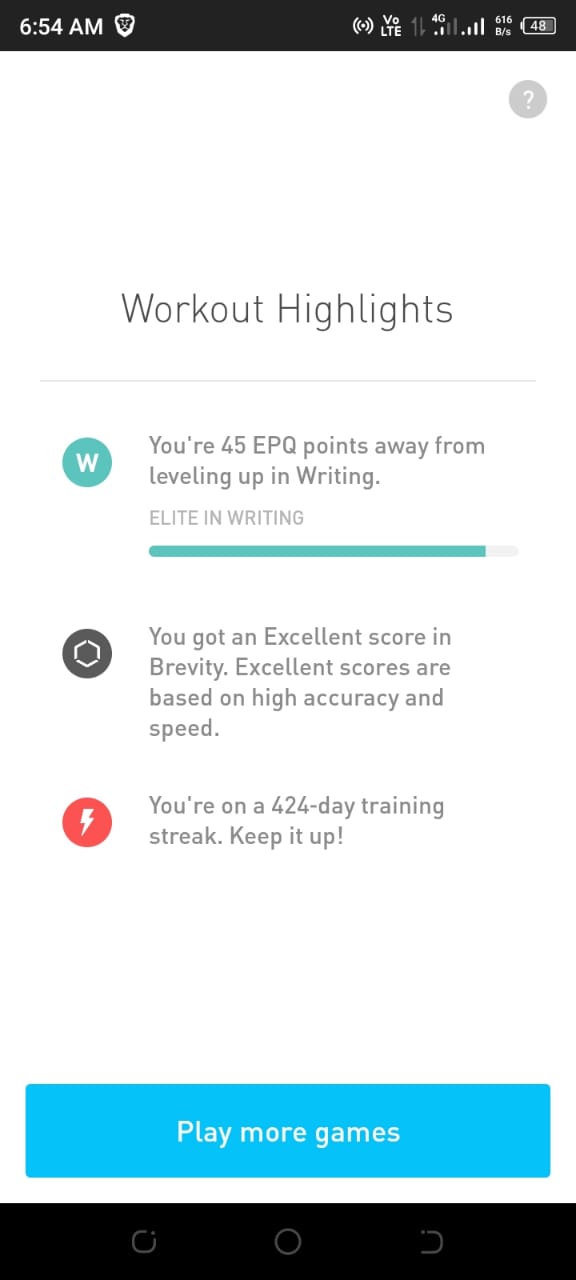 6:54 AM
Vo LTE 4G 616 B/s 48
?
Workout Highlights
W
You're 45 EPQ points away from
leveling up in Writing.
ELITE IN WRITING
You got an Excellent score in
Brevity. Excellent scores are
based on high accuracy and
speed.
You're on a 424-day training
streak. Keep it up!
Play more games